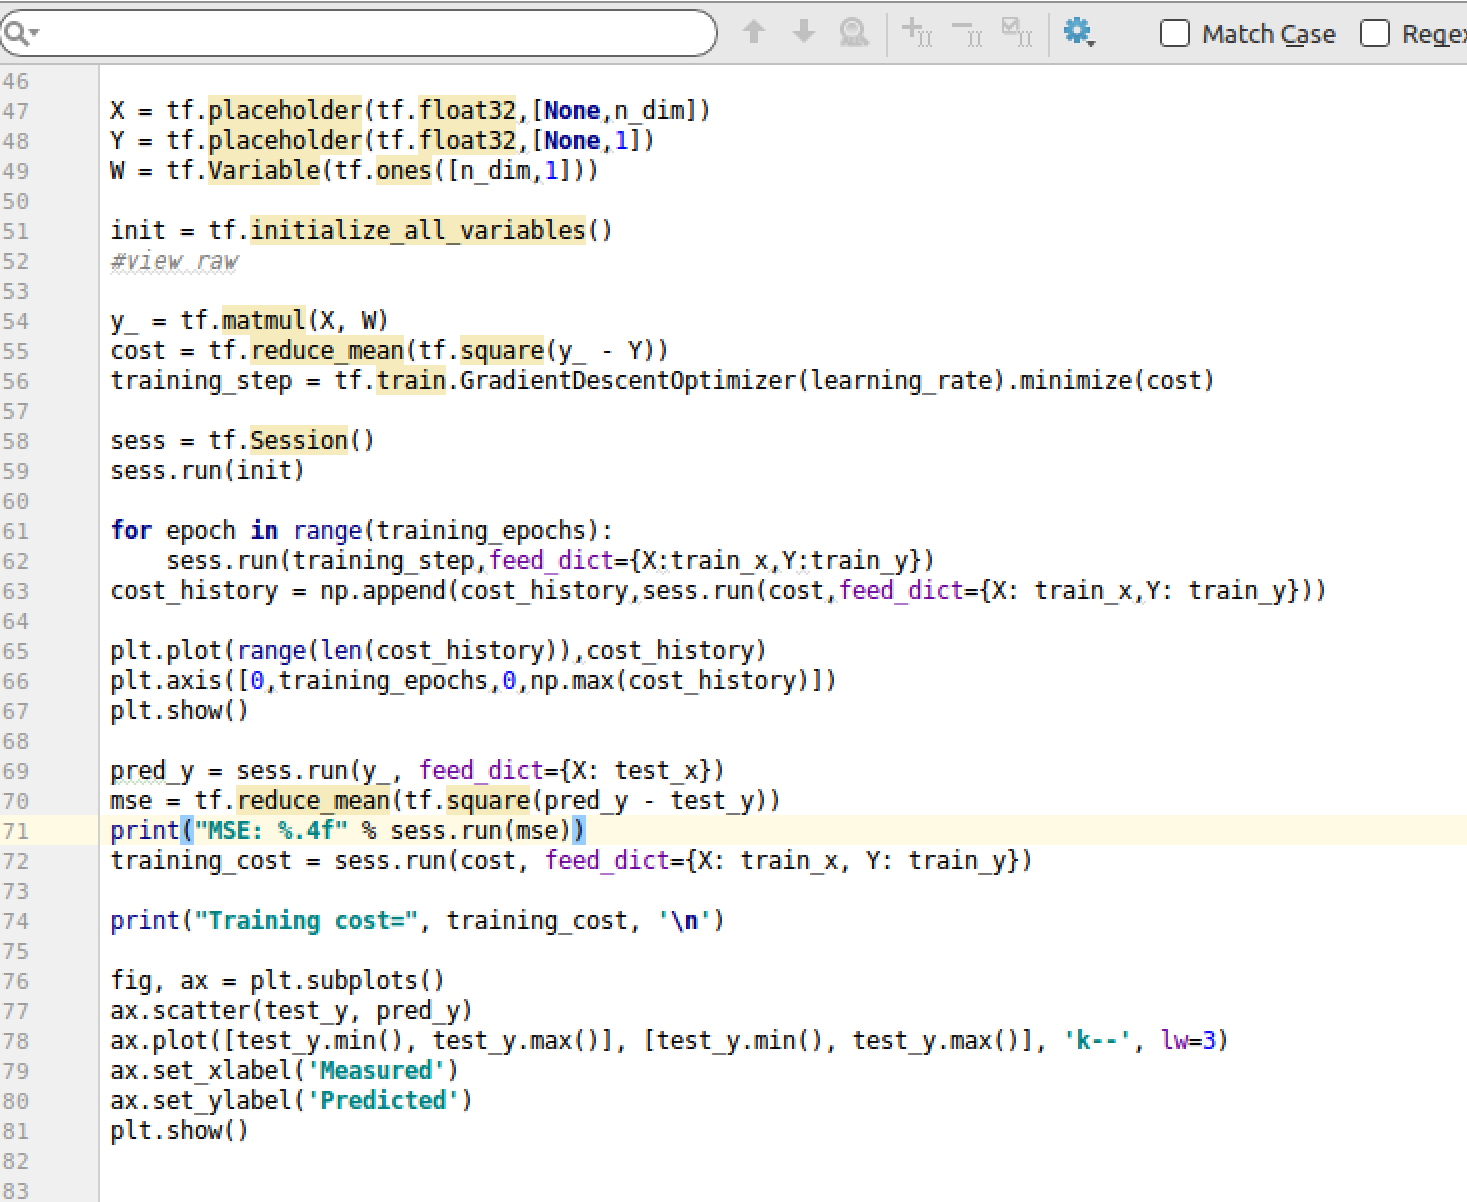 Match Case Regex
46
47 X = tf.placeholder(tf.float32,[None,n_dim])
48 Y = tf.placeholder(tf.float32,[None,1])
49 W = tf.Variable(tf.ones([n_dim,1]))
50
51 init = tf.initialize_all_variables()
52 #view raw
53
54 y_ = tf.matmul(X, W)
55 cost = tf.reduce_mean(tf.square(y_ - Y))
56 training_step = tf.train.GradientDescentOptimizer(learning_rate).minimize(cost)
57
58 sess = tf.Session()
59 sess.run(init)
60
61 for epoch in range(training_epochs):
62     sess.run(training_step,feed_dict={X:train_x,Y:train_y})
63 cost_history = np.append(cost_history,sess.run(cost,feed_dict={X: train_x,Y: train_y}))
64
65 plt.plot(range(len(cost_history)),cost_history)
66 plt.axis([0,training_epochs,0,np.max(cost_history)])
67 plt.show()
68
69 pred_y = sess.run(y_, feed_dict={X: test_x})
70 mse = tf.reduce_mean(tf.square(pred_y - test_y))
71 print("MSE: %.4f" % sess.run(mse))
72 training_cost = sess.run(cost, feed_dict={X: train_x, Y: train_y})
73
74 print("Training cost=", training_cost, '\n')
75
76 fig, ax = plt.subplots()
77 ax.scatter(test_y, pred_y)
78 ax.plot([test_y.min(), test_y.max()], [test_y.min(), test_y.max()], 'k--', lw=3)
79 ax.set_xlabel('Measured')
80 ax.set_ylabel('Predicted')
81 plt.show()
82
83